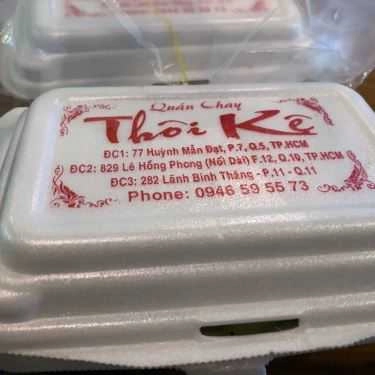 Quán Chay
Thôi Kệ
ĐC1: 77 Huỳnh Mẫn Đạt, P.7, Q.5, TP.HCM
ĐC2: 829 Lê Hồng Phong (Nối Dài) F.12, Q.10, TP.HCM
ĐC3: 282 Lãnh Binh Thăng - P.11 - Q.11
Phone: 0946 59 55 73